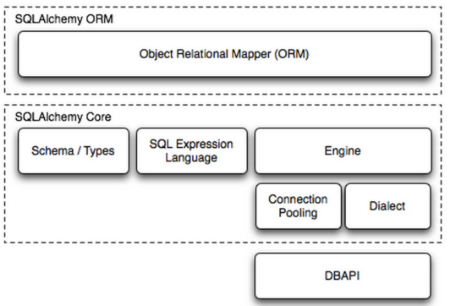 SQLAlchemy ORM
Object Relational Mapper (ORM)
SQLAlchemy Core
Schema / Types
SQL Expression
Language
Engine
Connection
Pooling
Dialect
DBAPI